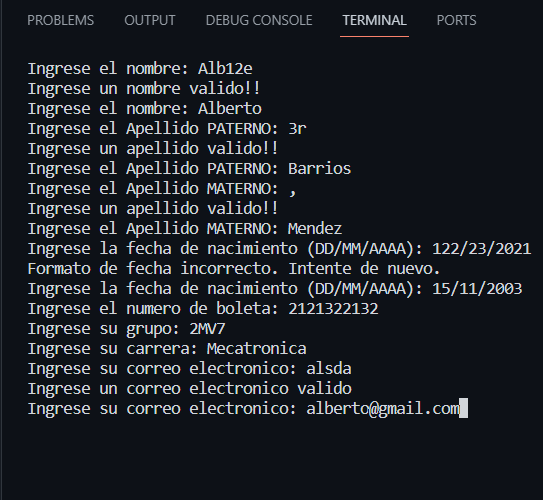 PROBLEMS OUTPUT DEBUG CONSOLE TERMINAL PORTS
Ingrese el nombre: Alb12e
Ingrese un nombre valido!!
Ingrese el nombre: Alberto
Ingrese el Apellido PATERNO: 3r
Ingrese un apellido valido!!
Ingrese el Apellido PATERNO: Barrios
Ingrese el Apellido MATERNO: ,
Ingrese un apellido valido!!
Ingrese el Apellido MATERNO: Mendez
Ingrese la fecha de nacimiento (DD/MM/AAAA): 122/23/2021
Formato de fecha incorrecto. Intente de nuevo.
Ingrese la fecha de nacimiento (DD/MM/AAAA): 15/11/2003
Ingrese el numero de boleta: 2121322132
Ingrese su grupo: 2MV7
Ingrese su carrera: Mecatronica
Ingrese su correo electronico: alsda
Ingrese un correo electronico valido
Ingrese su correo electronico: alberto@gmail.com